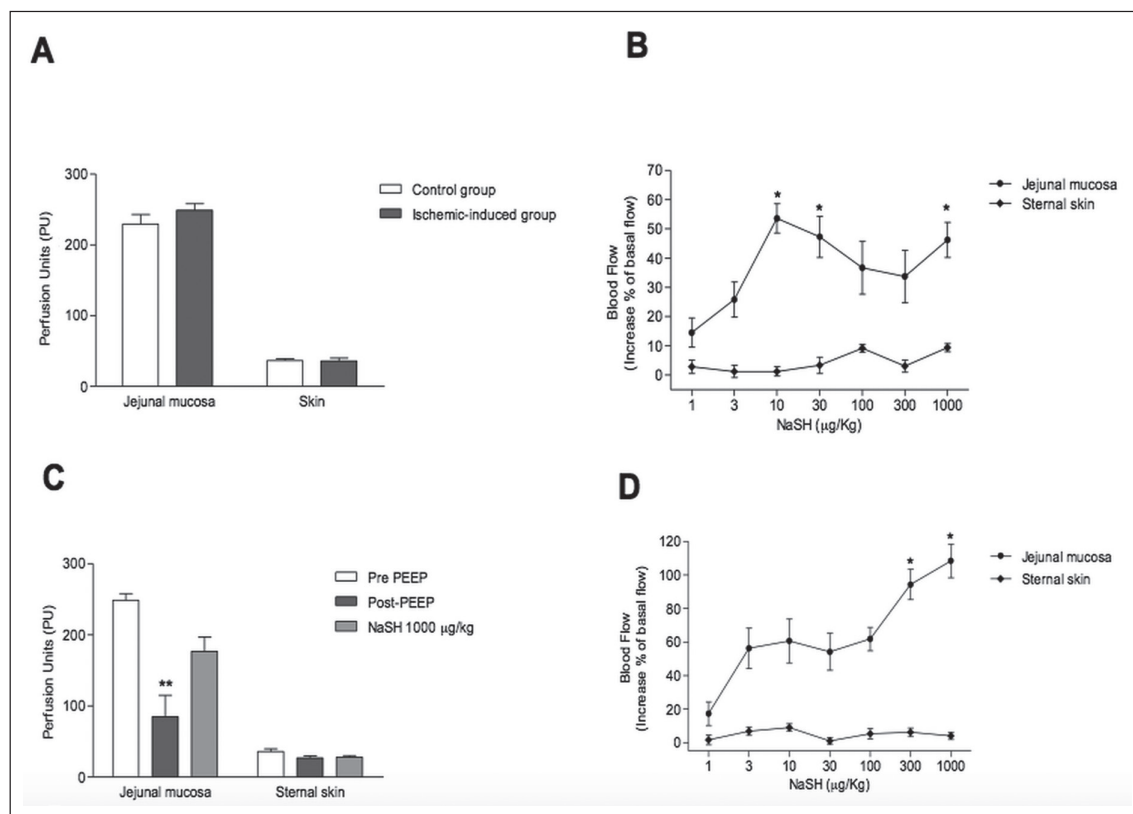 A
Perfusion Units (PU)
300
200
100
0
Jejunal mucosa
Skin
Control group
Ischemic-induced group
B
Blood Flow
(Increase % of basal flow)
70
60
50
40
30
20
10
0
*
*
*
1
3
10
30
100
300
1000
NaSH (μg/Kg)
Jejunal mucosa
Sternal skin
C
Perfusion Units (PU)
300
200
100
0
**
Jejunal mucosa
Sternal skin
Pre PEEP
Post-PEEP
NaSH 1000 μg/kg
D
Blood Flow
(Increase % of basal flow)
120
100
80
60
40
20
0
*
*
1
3
10
30
100
300
1000
NaSH (μg/Kg)
Jejunal mucosa
Sternal skin